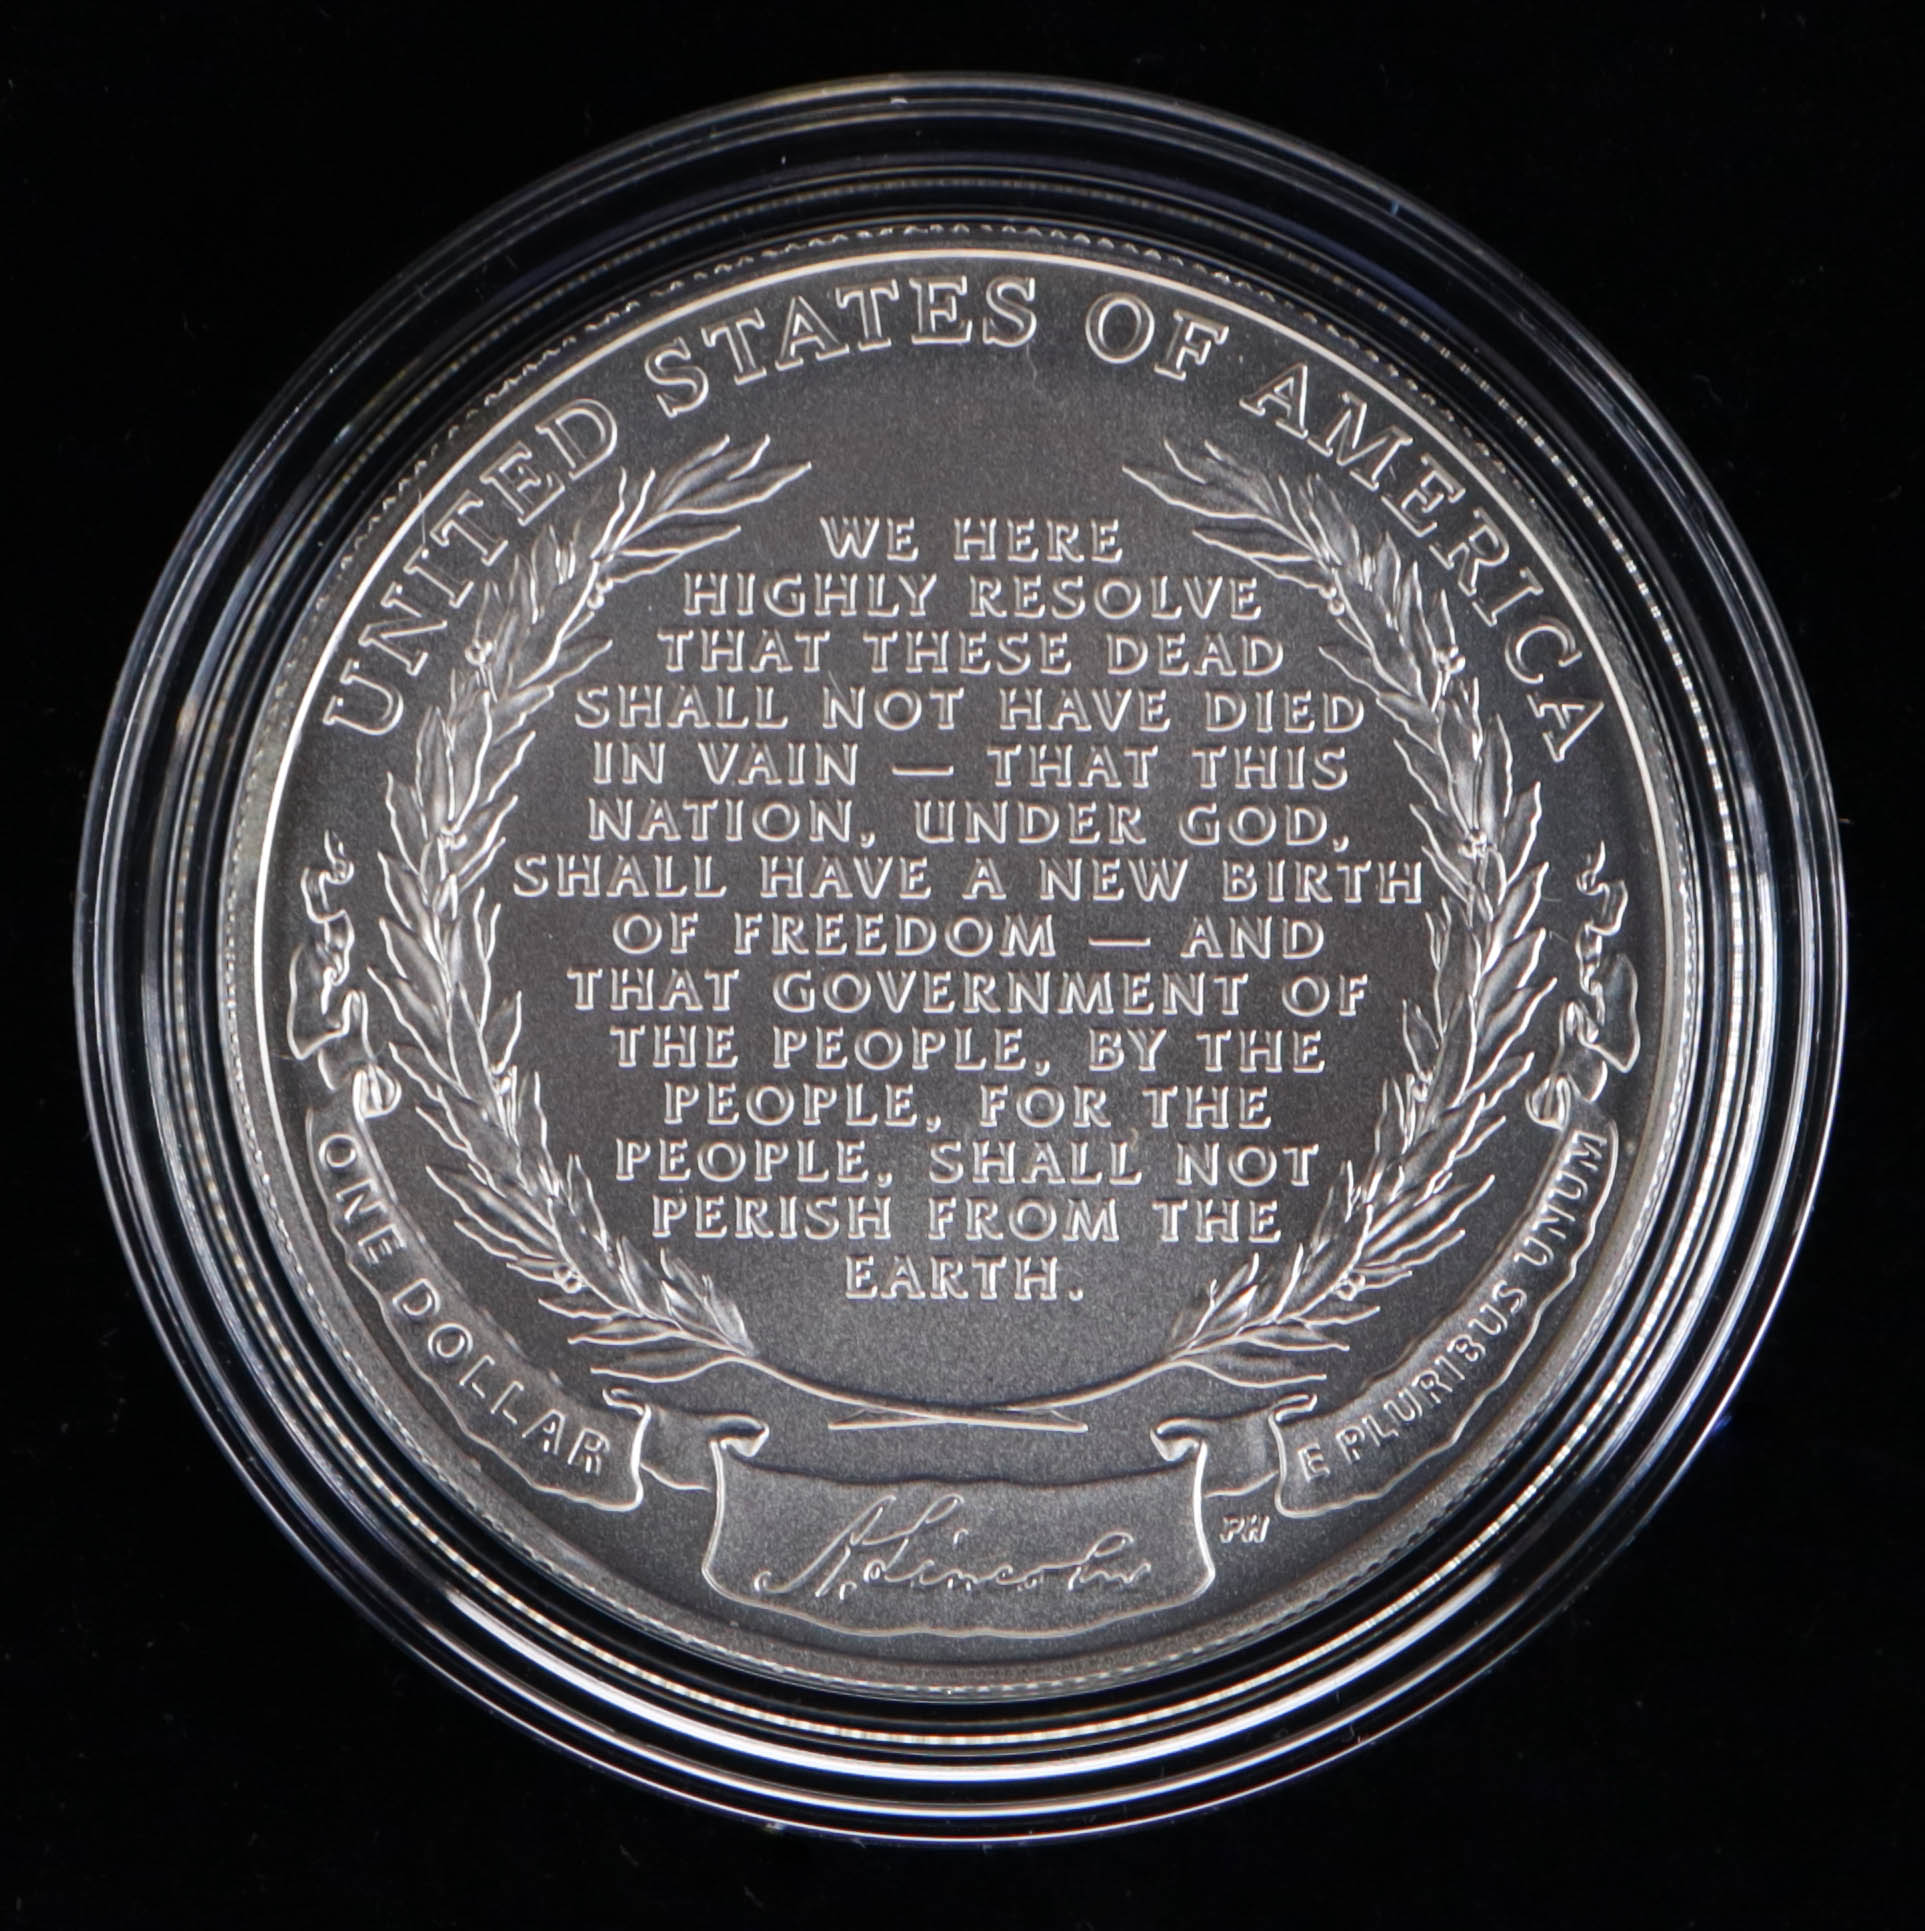 UNITED STATES OF AMERICA
WE HERE
HIGHLY RESOLVE
THAT THESE DEAD
SHALL NOT HAVE DIED
IN VAIN — THAT THIS
NATION, UNDER GOD,
SHALL HAVE A NEW BIRTH
OF FREEDOM — AND
THAT GOVERNMENT OF
THE PEOPLE, BY THE
PEOPLE, FOR THE
PEOPLE, SHALL NOT
PERISH FROM THE
EARTH.
ONE DOLLAR
A. Lincoln
PH
E PLURIBUS UNUM